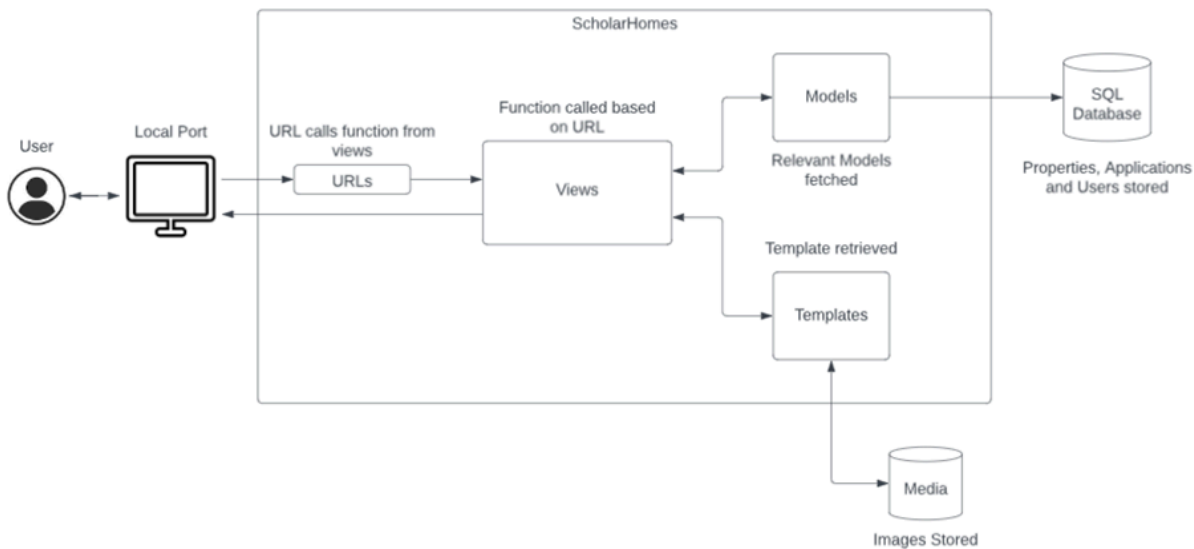 ScholarHomes
User
Local Port
URL calls function from
views
URLs
Function called based
on URL
Views
Models
Relevant Models
fetched
SQL
Database
Properties, Applications
and Users stored
Template retrieved
Templates
Media
Images Stored